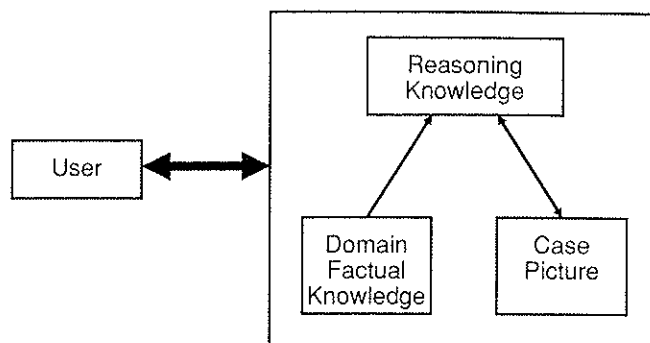 Reasoning
Knowledge
User
Domain
Factual
Knowledge
Case
Picture